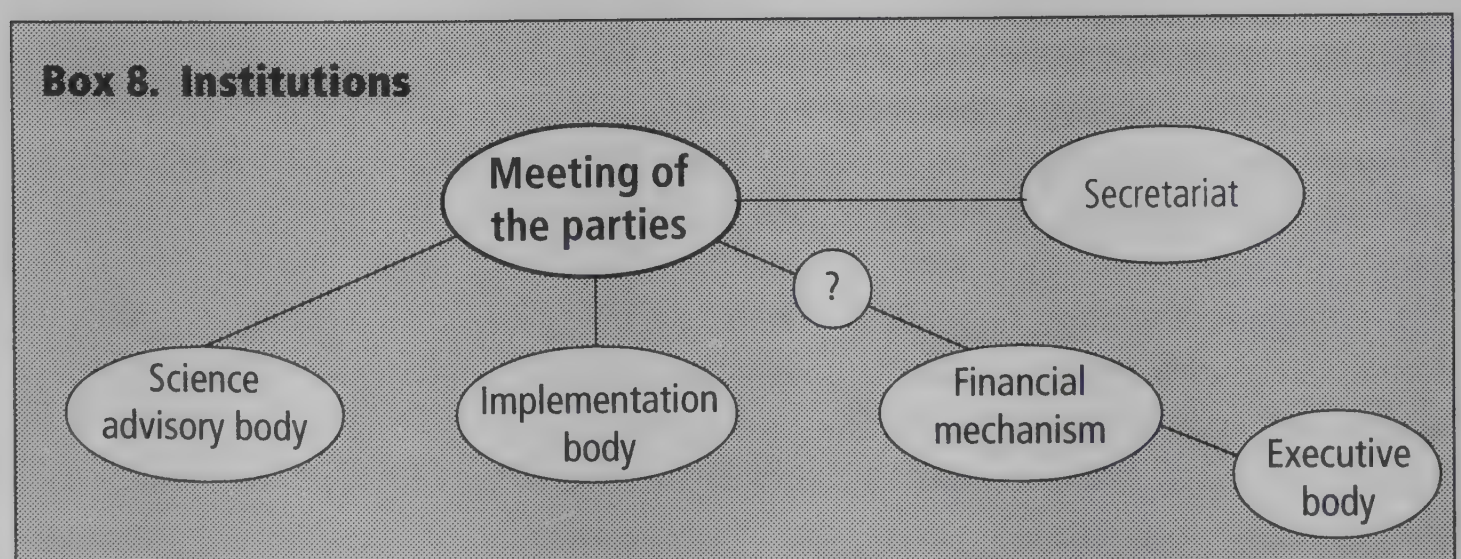 Box 8. Institutions
Meeting of
the parties
Secretariat
?
Science
advisory body
Implementation
body
Financial
mechanism
Executive
body